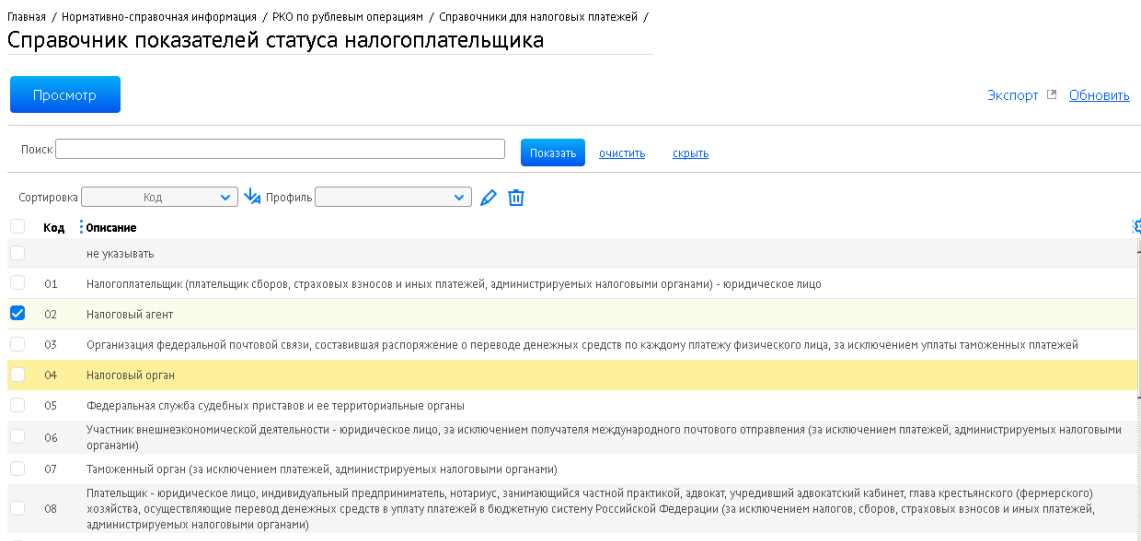 Главная / Нормативно-справочная информация / РКО по рублевым операциям / Справочники для налоговых платежей /
Справочник показателей статуса налогоплательщика
Просмотр
Экспорт Обновить
Поиск Показать очистить скрыть
Сортировка Код Профиль
Код Описание
не указывать
01 Налогоплательщик (плательщик сборов, страховых взносов и иных платежей, администрируемых налоговыми органами) - юридическое лицо
02 Налоговый агент
03 Организация федеральной почтовой связи, составившая распоряжение о переводе денежных средств по каждому платежу физического лица, за исключением уплаты таможенных платежей
04 Налоговый орган
05 Федеральная служба судебных приставов и ее территориальные органы
06 Участник внешнеэкономической деятельности - юридическое лицо, за исключением получателя международного почтового отправления (за исключением платежей, администрируемых налоговыми
органами)
07 Таможенный орган (за исключением платежей, администрируемых налоговыми органами)
Плательщик - юридическое лицо, индивидуальный предприниматель, нотариус, занимающийся частной практикой, адвокат, учредивший адвокатский кабинет, глава крестьянского (фермерского)
08 хозяйства, осуществляющие перевод денежных средств в уплату платежей в бюджетную систему Российской Федерации (за исключением налогов, сборов, страховых взносов и иных платежей,
администрируемых налоговыми органами)